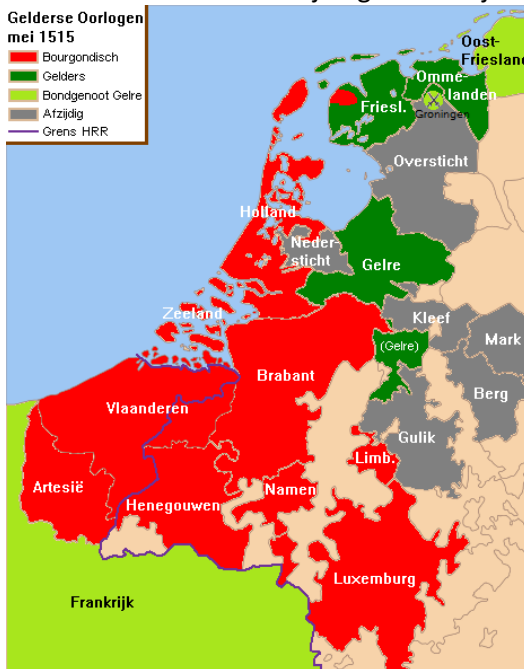 Gelderse Oorlogen
mei 1515
Bourgondisch
Gelders
Bondgenoot Gelre
Afzijdig
Grens HRR
Oost-
Friesland
Omme-
landen
Friesl.
Groningen
Oversticht
Holland
Neder-
sticht
Gelre
Zeeland
Kleef
(Gelre)
Mark
Brabant
Berg
Vlaanderen
Gulik
Limb.
Artesië
Namen
Henegouwen
Luxemburg
Frankrijk